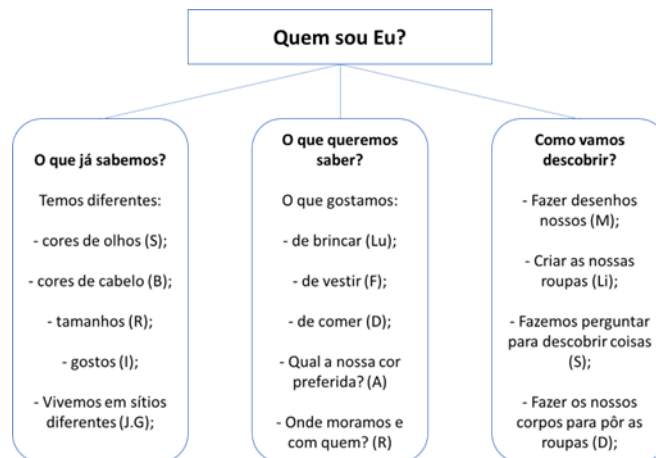 Quem sou Eu?
O que já sabemos?
Temos diferentes:
- cores de olhos (S);
- cores de cabelo (B);
- tamanhos (R);
- gostos (I);
- Vivemos em sítios
diferentes (J.G);
O que queremos
saber?
O que gostamos:
- de brincar (Lu);
- de vestir (F);
- de comer (D);
- Qual a nossa cor
preferida? (A)
- Onde moramos e
com quem? (R)
Como vamos
descobrir?
- Fazer desenhos
nossos (M);
- Criar as nossas
roupas (Li);
- Fazemos perguntar
para descobrir coisas
(S);
- Fazer os nossos
corpos para pôr as
roupas (D);